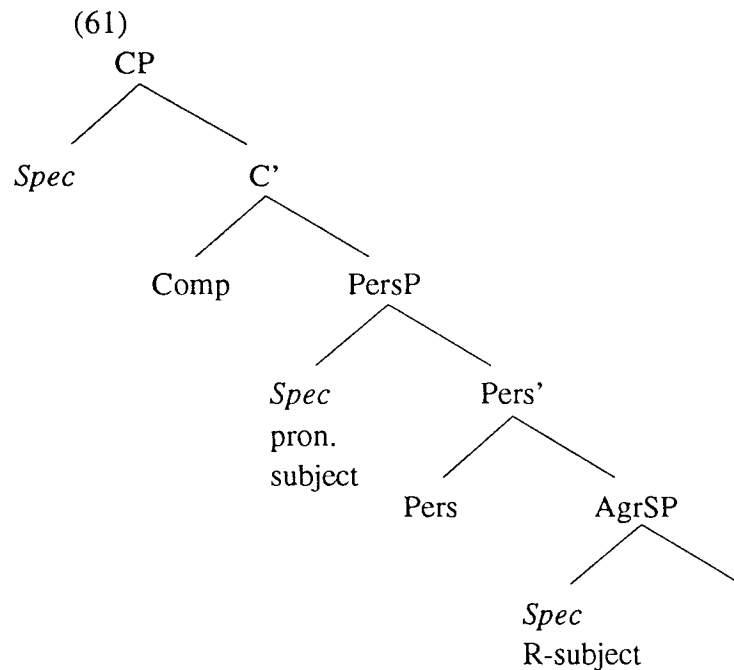 (61)
CP
Spec C’
Comp PersP
Spec Pers’
pron.
subject
Pers AgrSP
Spec
R-subject